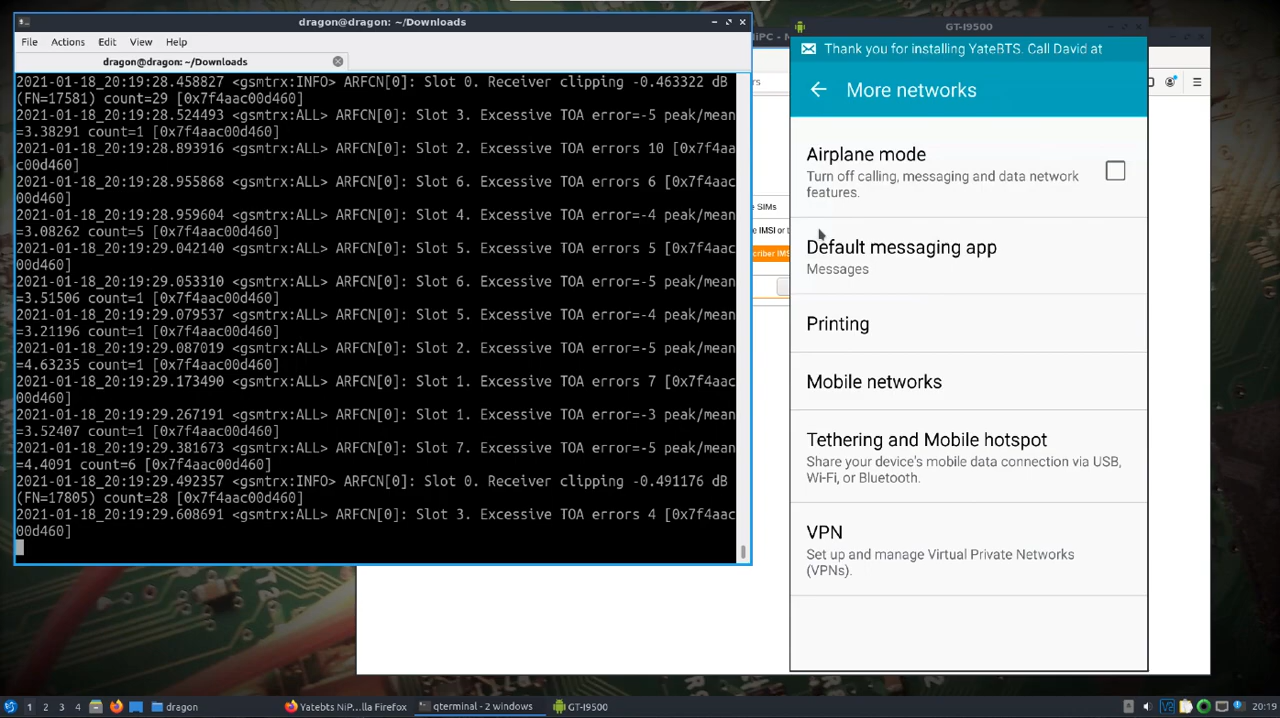 dragon@dragon: ~/Downloads
File Actions Edit View Help
dragon@dragon: ~/Downloads
2021-01-18_20:19:28.458827 <gsmtrx:INFO> ARFCN[0]: Slot 0. Receiver clipping -0.463322 dB
(FN=17581) count=29 [0x7f4aac00d460]
2021-01-18_20:19:28.524493 <gsmtrx:ALL> ARFCN[0]: Slot 3. Excessive TOA error=-5 peak/mean
=3.38291 count=1 [0x7f4aac00d460]
2021-01-18_20:19:28.893916 <gsmtrx:ALL> ARFCN[0]: Slot 2. Excessive TOA errors 10 [0x7f4aa
c00d460]
2021-01-18_20:19:28.955868 <gsmtrx:ALL> ARFCN[0]: Slot 6. Excessive TOA errors 6 [0x7f4aac
00d460]
2021-01-18_20:19:28.959604 <gsmtrx:ALL> ARFCN[0]: Slot 4. Excessive TOA error=-4 peak/mean
=3.08262 count=5 [0x7f4aac00d460]
2021-01-18_20:19:29.042140 <gsmtrx:ALL> ARFCN[0]: Slot 5. Excessive TOA errors 5 [0x7f4aac
00d460]
2021-01-18_20:19:29.053310 <gsmtrx:ALL> ARFCN[0]: Slot 6. Excessive TOA error=-5 peak/mean
=3.51506 count=1 [0x7f4aac00d460]
2021-01-18_20:19:29.079537 <gsmtrx:ALL> ARFCN[0]: Slot 5. Excessive TOA error=-4 peak/mean
=3.21196 count=1 [0x7f4aac00d460]
2021-01-18_20:19:29.087019 <gsmtrx:ALL> ARFCN[0]: Slot 2. Excessive TOA error=-5 peak/mean
=4.63235 count=1 [0x7f4aac00d460]
2021-01-18_20:19:29.173490 <gsmtrx:ALL> ARFCN[0]: Slot 1. Excessive TOA errors 7 [0x7f4aac
00d460]
2021-01-18_20:19:29.267191 <gsmtrx:ALL> ARFCN[0]: Slot 1. Excessive TOA error=-3 peak/mean
=3.52407 count=1 [0x7f4aac00d460]
2021-01-18_20:19:29.381673 <gsmtrx:ALL> ARFCN[0]: Slot 7. Excessive TOA error=-5 peak/mean
=4.4091 count=6 [0x7f4aac00d460]
2021-01-18_20:19:29.492357 <gsmtrx:INFO> ARFCN[0]: Slot 0. Receiver clipping -0.491176 dB
(FN=17805) count=28 [0x7f4aac00d460]
2021-01-18_20:19:29.608691 <gsmtrx:ALL> ARFCN[0]: Slot 3. Excessive TOA errors 4 [0x7f4aac
00d460]
iPC - M
e SIMs
e IMSI or t
criber IMS
GT-I9500
Thank you for installing YateBTS. Call David at
More networks
Airplane mode
Turn off calling, messaging and data network
features.
Default messaging app
Messages
Printing
Mobile networks
Tethering and Mobile hotspot
Share your device's mobile data connection via USB,
Wi-Fi, or Bluetooth.
VPN
Set up and manage Virtual Private Networks
(VPNs).
1 2 3 4 dragon Yatebts NiP...lla Firefox qterminal - 2 windows GT-I9500 20:19